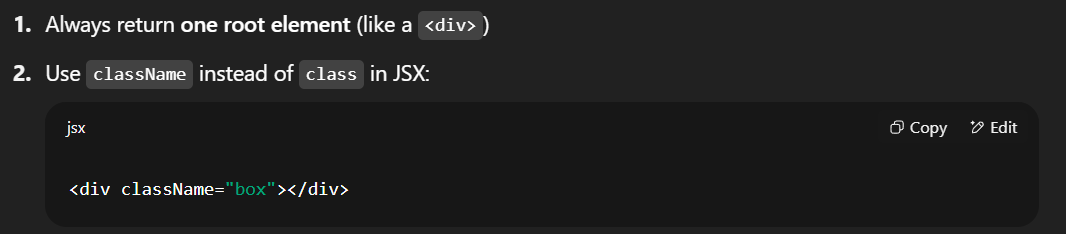 1. Always return one root element (like a <div>)
2. Use className instead of class in JSX:
jsx
Copy
Edit
<div className="box"></div>